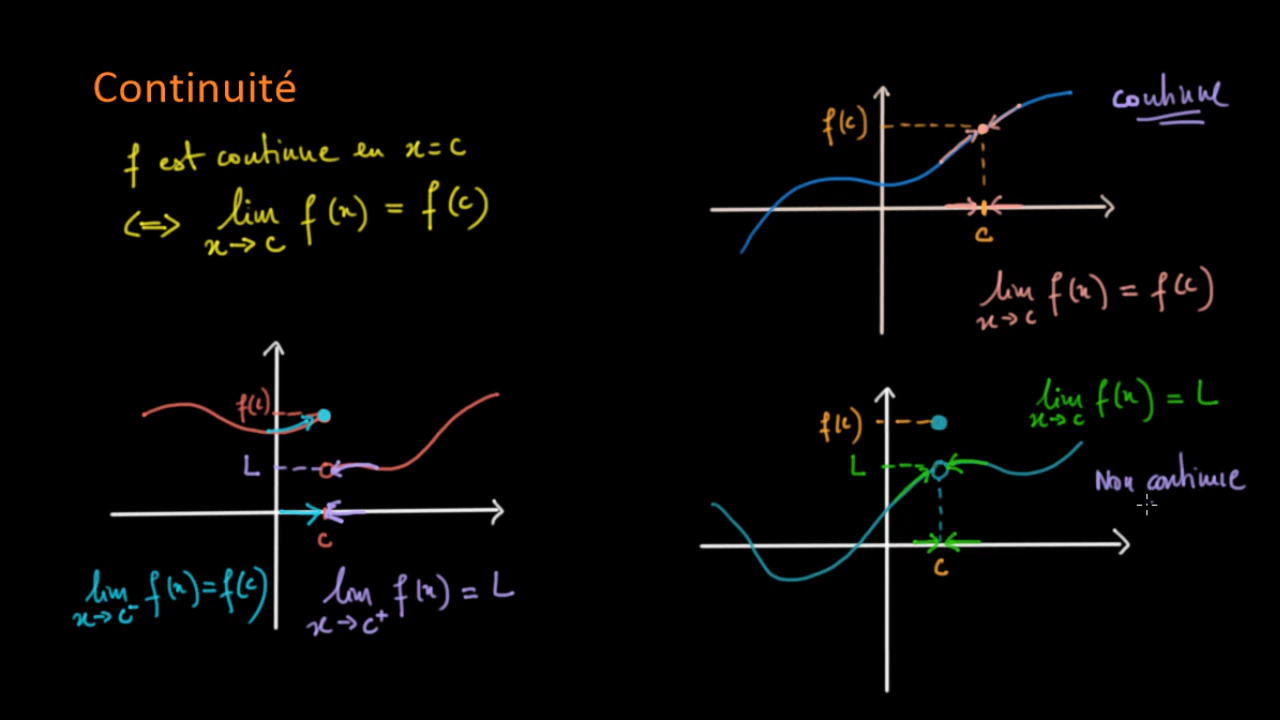 Continuité
f est continue en x=c
<=> lim f(x) = f(c)
x→c
f(c)
continue
c
lim f(x) = f(c)
x→c
f(c)
L
c
lim f(x)=f(c)
x→c⁻
lim f(x) = L
x→c⁺
lim f(x) = L
x→c
f(c)
L
Non continue
c